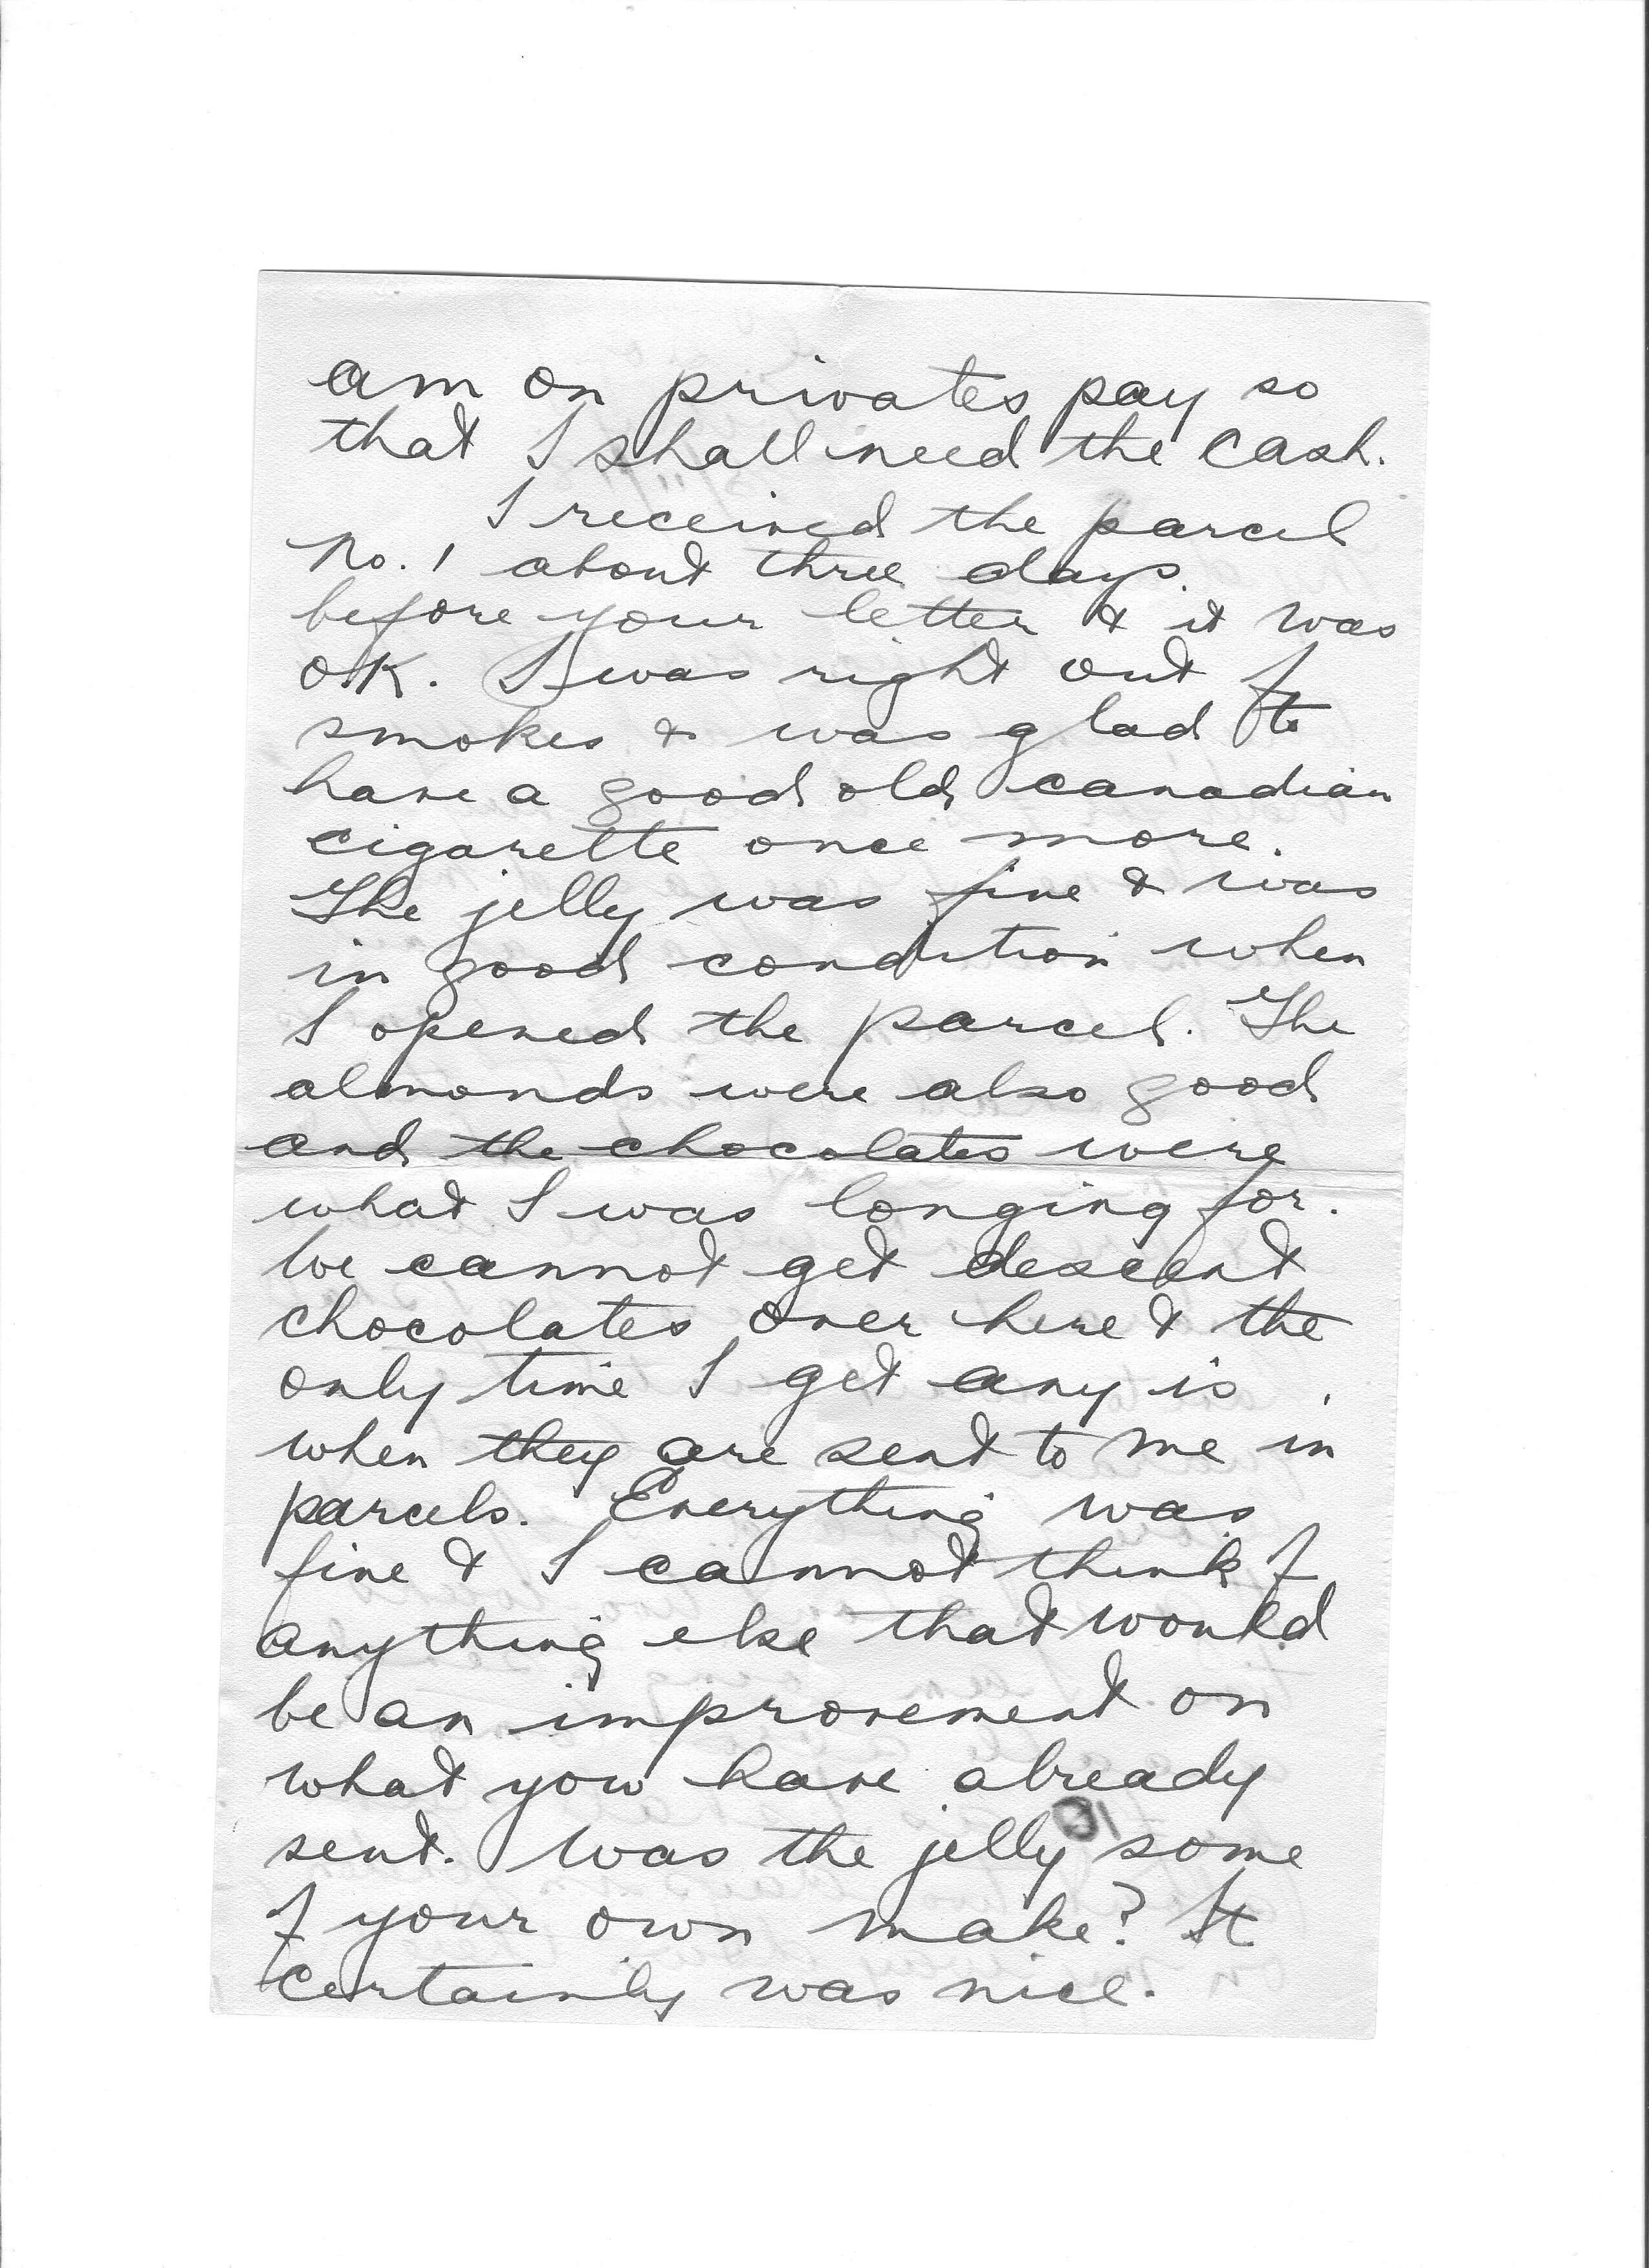 am on privates pay so
that I shall need the cash.
I received the parcel
No. 1 about three days
before your letter & it was
OK. I was right out of
smokes & was glad to
have a good old canadian
cigarette once more.
The jelly was fine & was
in good condition when
I opened the parcel. The
almonds were also good
and the chocolates were
what I was longing for.
We cannot get descent
chocolates over here & the
only time I get any is
when they are sent to me in
parcels. Everything was
fine & I cannot think of
anything else that would
be an improvement on
what you have already
sent. Was the jelly some
of your own make? It
certainly was nice.